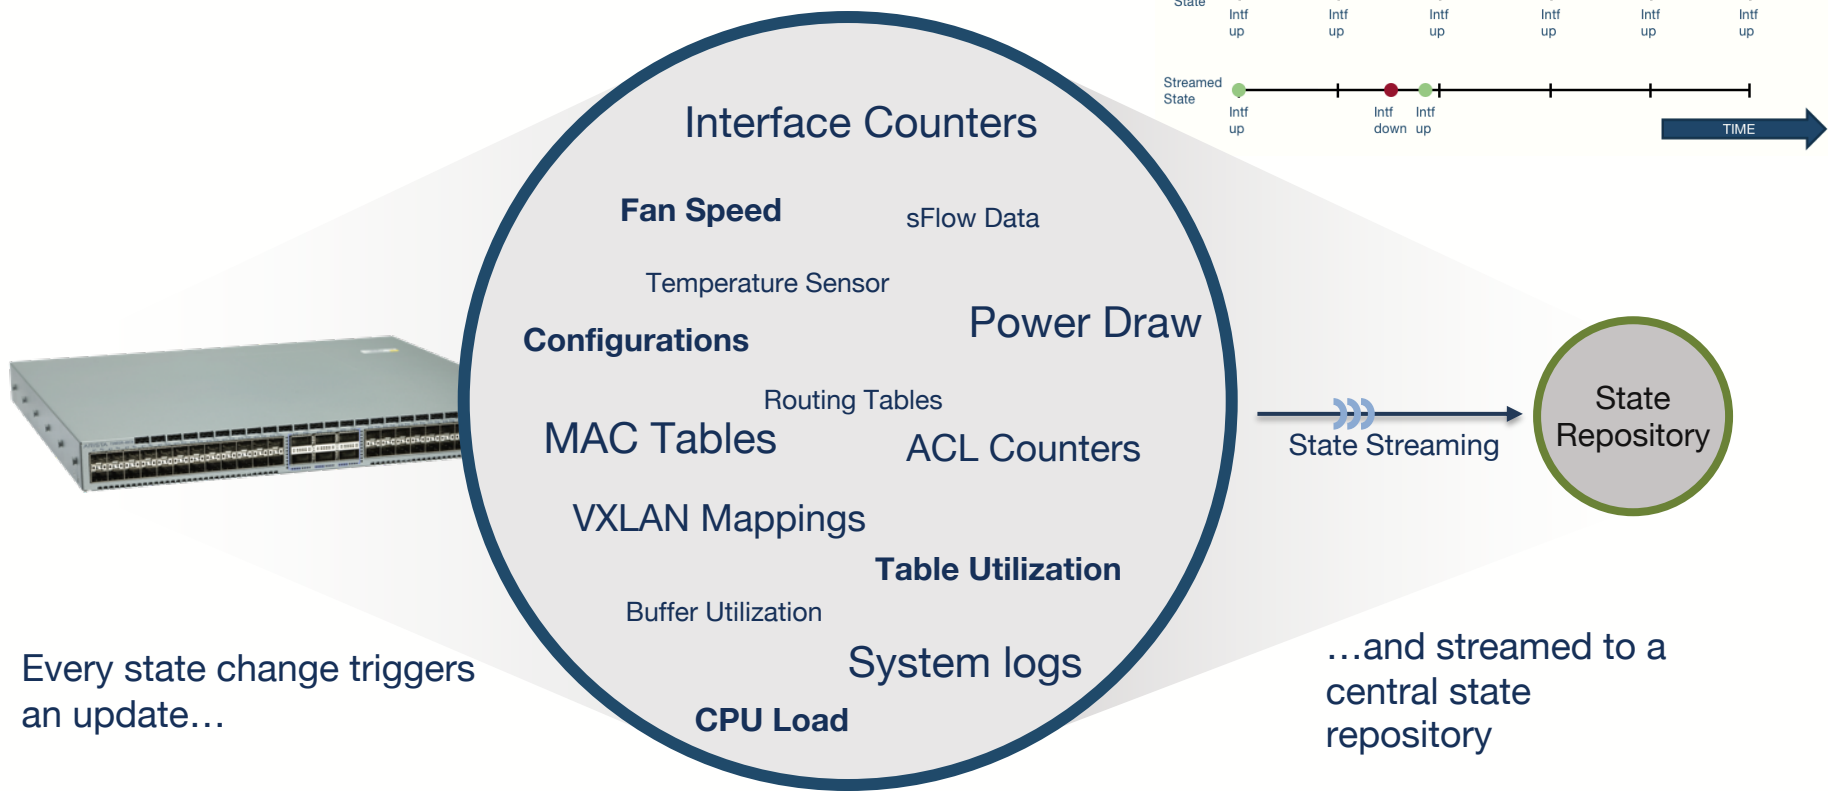 State
Intf Intf Intf Intf Intf Intf
up up up up up up
Streamed
State
Intf Intf Intf
up down up
TIME
Interface Counters
Fan Speed
sFlow Data
Temperature Sensor
Power Draw
Configurations
Routing Tables
MAC Tables
ACL Counters
VXLAN Mappings
Table Utilization
Buffer Utilization
System logs
CPU Load
State Streaming
State
Repository
Every state change triggers
an update…
…and streamed to a
central state
repository